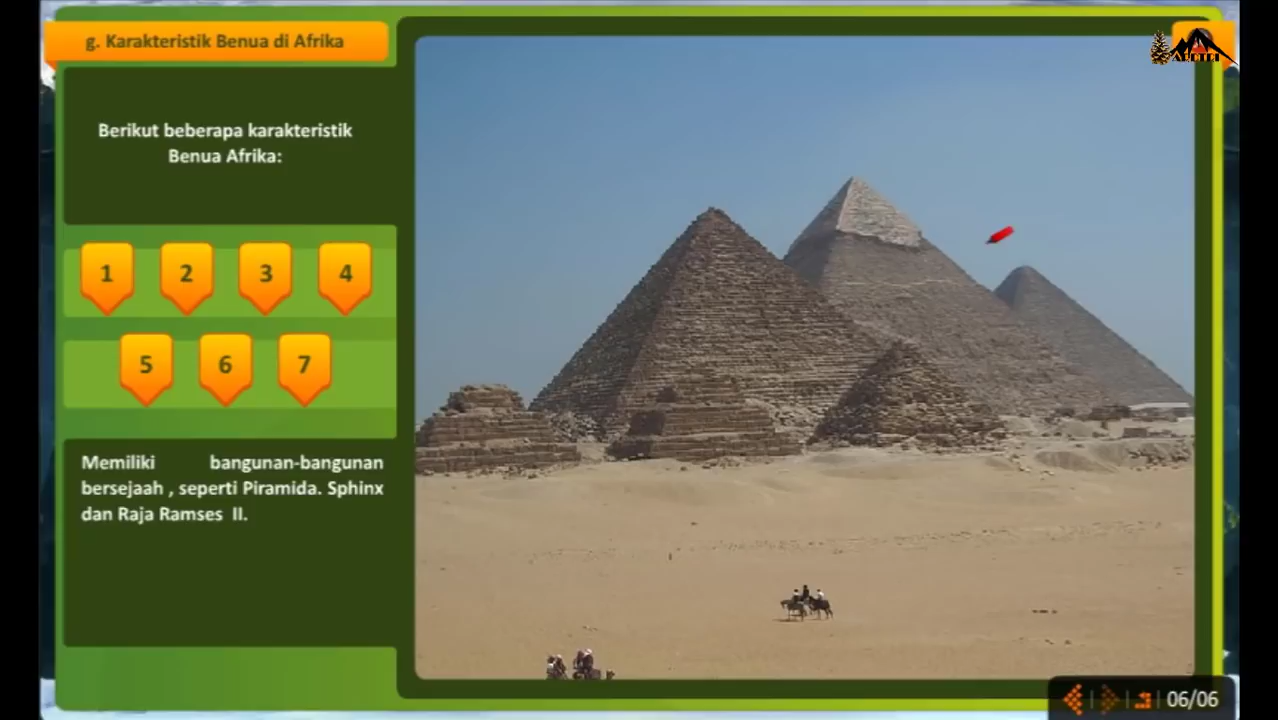 g. Karakteristik Benua di Afrika
Berikut beberapa karakteristik
Benua Afrika:
1 2 3 4
5 6 7
Memiliki bangunan-bangunan
bersejaah , seperti Piramida. Sphinx
dan Raja Ramses II.
06/06